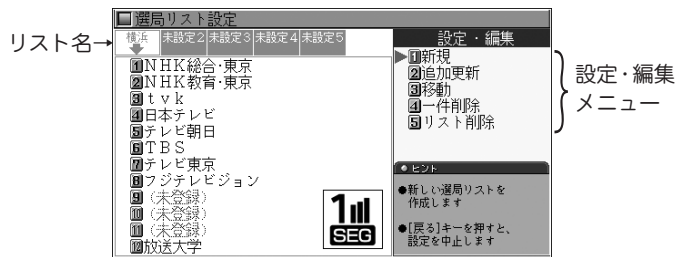 選局リスト設定
リスト名→
横浜 未設定2 未設定3 未設定4 未設定5
1 NHK総合・東京
2 NHK教育・東京
3 tvk
4 日本テレビ
5 テレビ朝日
6 TBS
7 テレビ東京
8 フジテレビジョン
9 (未登録)
10 (未登録)
11 (未登録)
12 放送大学
1
SEG
設定・編集
▶1新規
2追加更新
3移動
4一件削除
5リスト削除
設定・編集
メニュー
●ヒント
●新しい選局リストを
作成します
●[戻る]キーを押すと、
設定を中止します